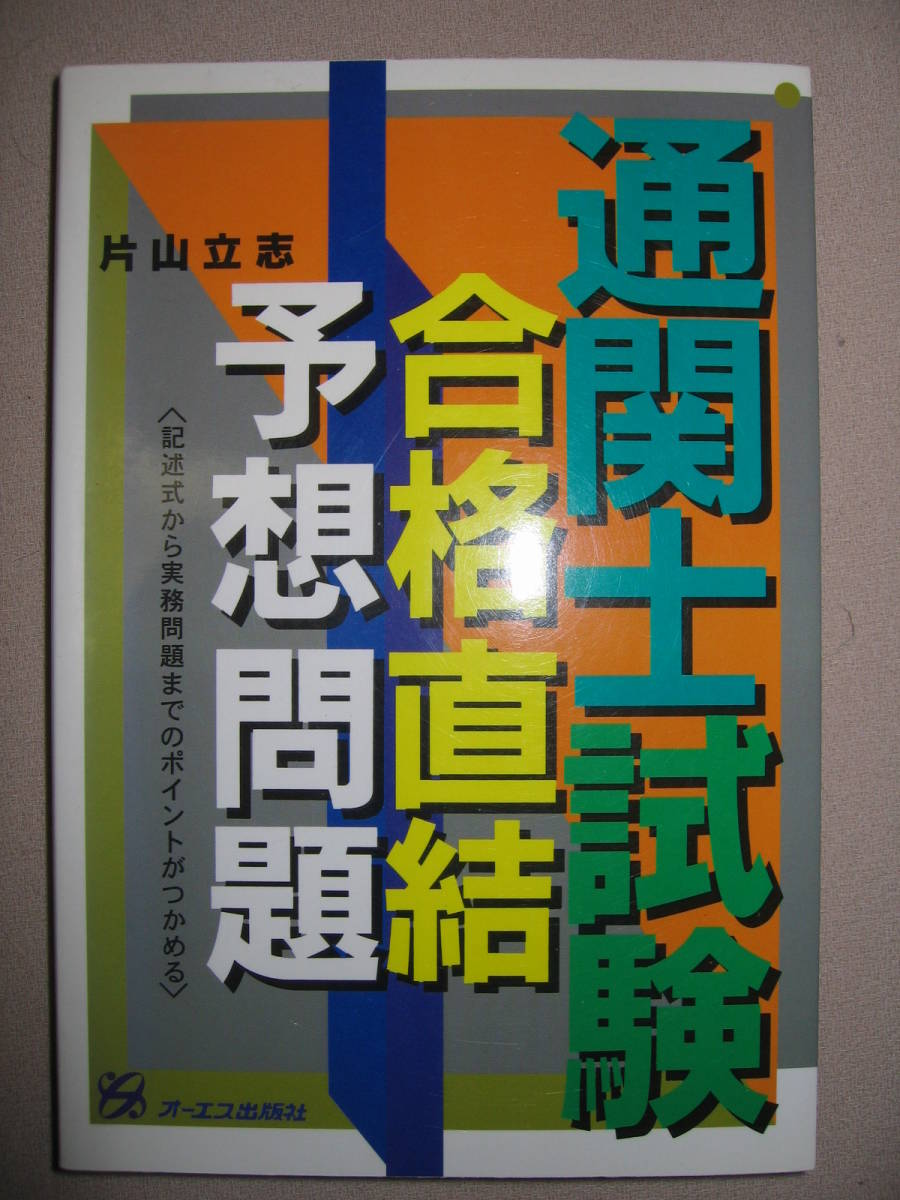 通関士試験
合格直結
予想問題
片山立志
〈記述式から実務問題までのポイントがつかめる〉
オーエス出版社